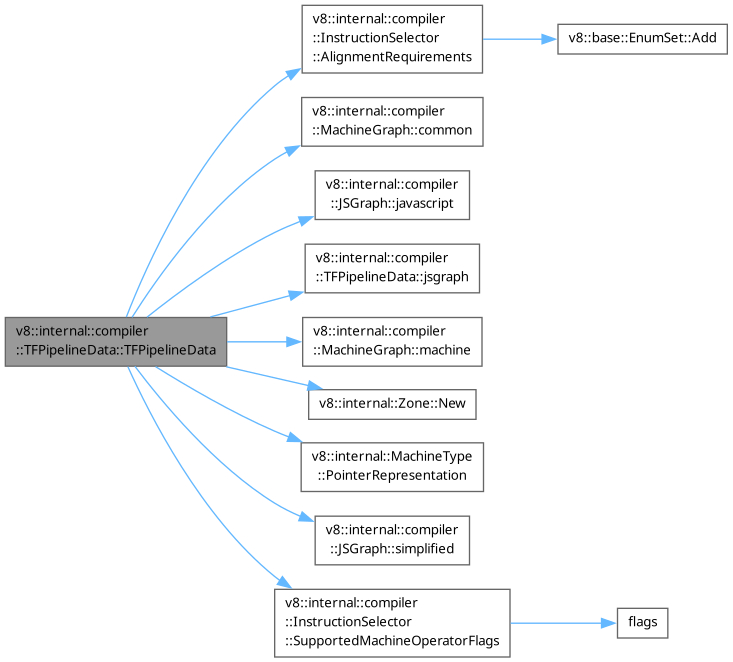 v8::internal::compiler
::InstructionSelector
::AlignmentRequirements
v8::base::EnumSet::Add
v8::internal::compiler
::MachineGraph::common
v8::internal::compiler
::JSGraph::javascript
v8::internal::compiler
::TFPipelineData::jsgraph
v8::internal::compiler
::TFPipelineData::TFPipelineData
v8::internal::compiler
::MachineGraph::machine
v8::internal::Zone::New
v8::internal::MachineType
::PointerRepresentation
v8::internal::compiler
::JSGraph::simplified
v8::internal::compiler
::InstructionSelector
::SupportedMachineOperatorFlags
flags